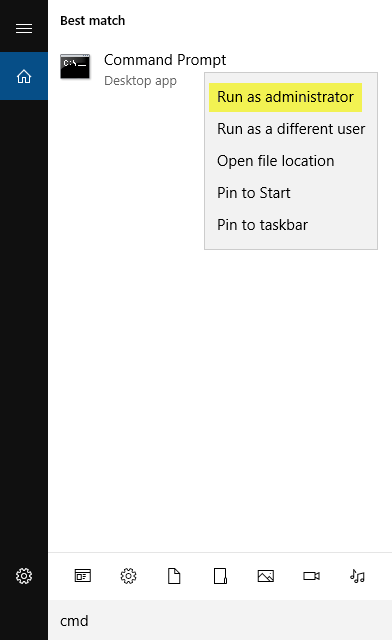 Best match
Command Prompt
Desktop app
Run as administrator
Run as a different user
Open file location
Pin to Start
Pin to taskbar
cmd